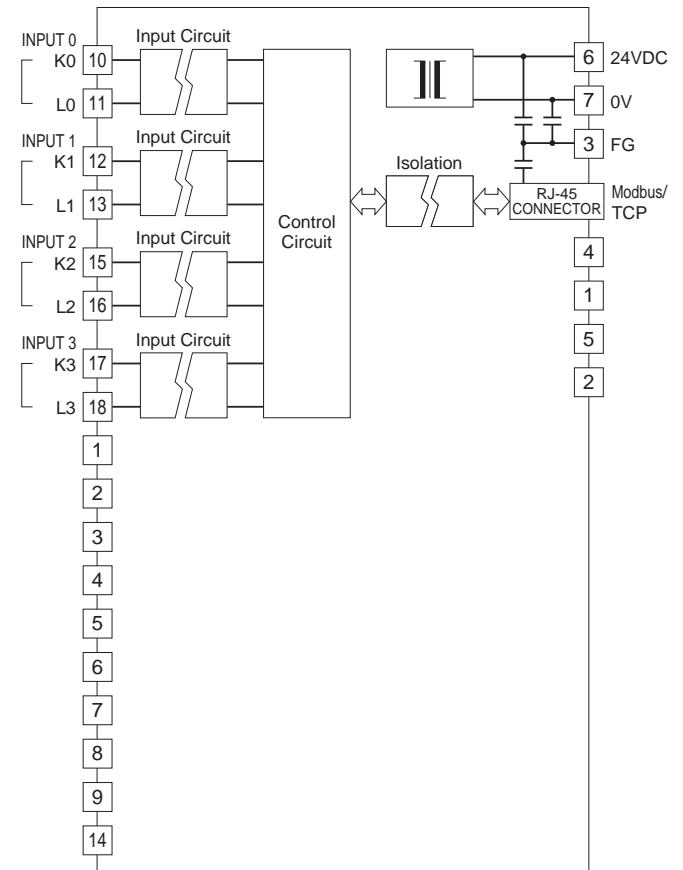 INPUT 0 Input Circuit
K0 10
L0 11
INPUT 1 Input Circuit
K1 12
L1 13
INPUT 2 Input Circuit
K2 15
L2 16
INPUT 3 Input Circuit
K3 17
L3 18
1
2
3
4
5
6
7
8
9
14
Control
Circuit
Isolation
6 24VDC
7 0V
3 FG
RJ-45
CONNECTOR
Modbus/
TCP
4
1
5
2